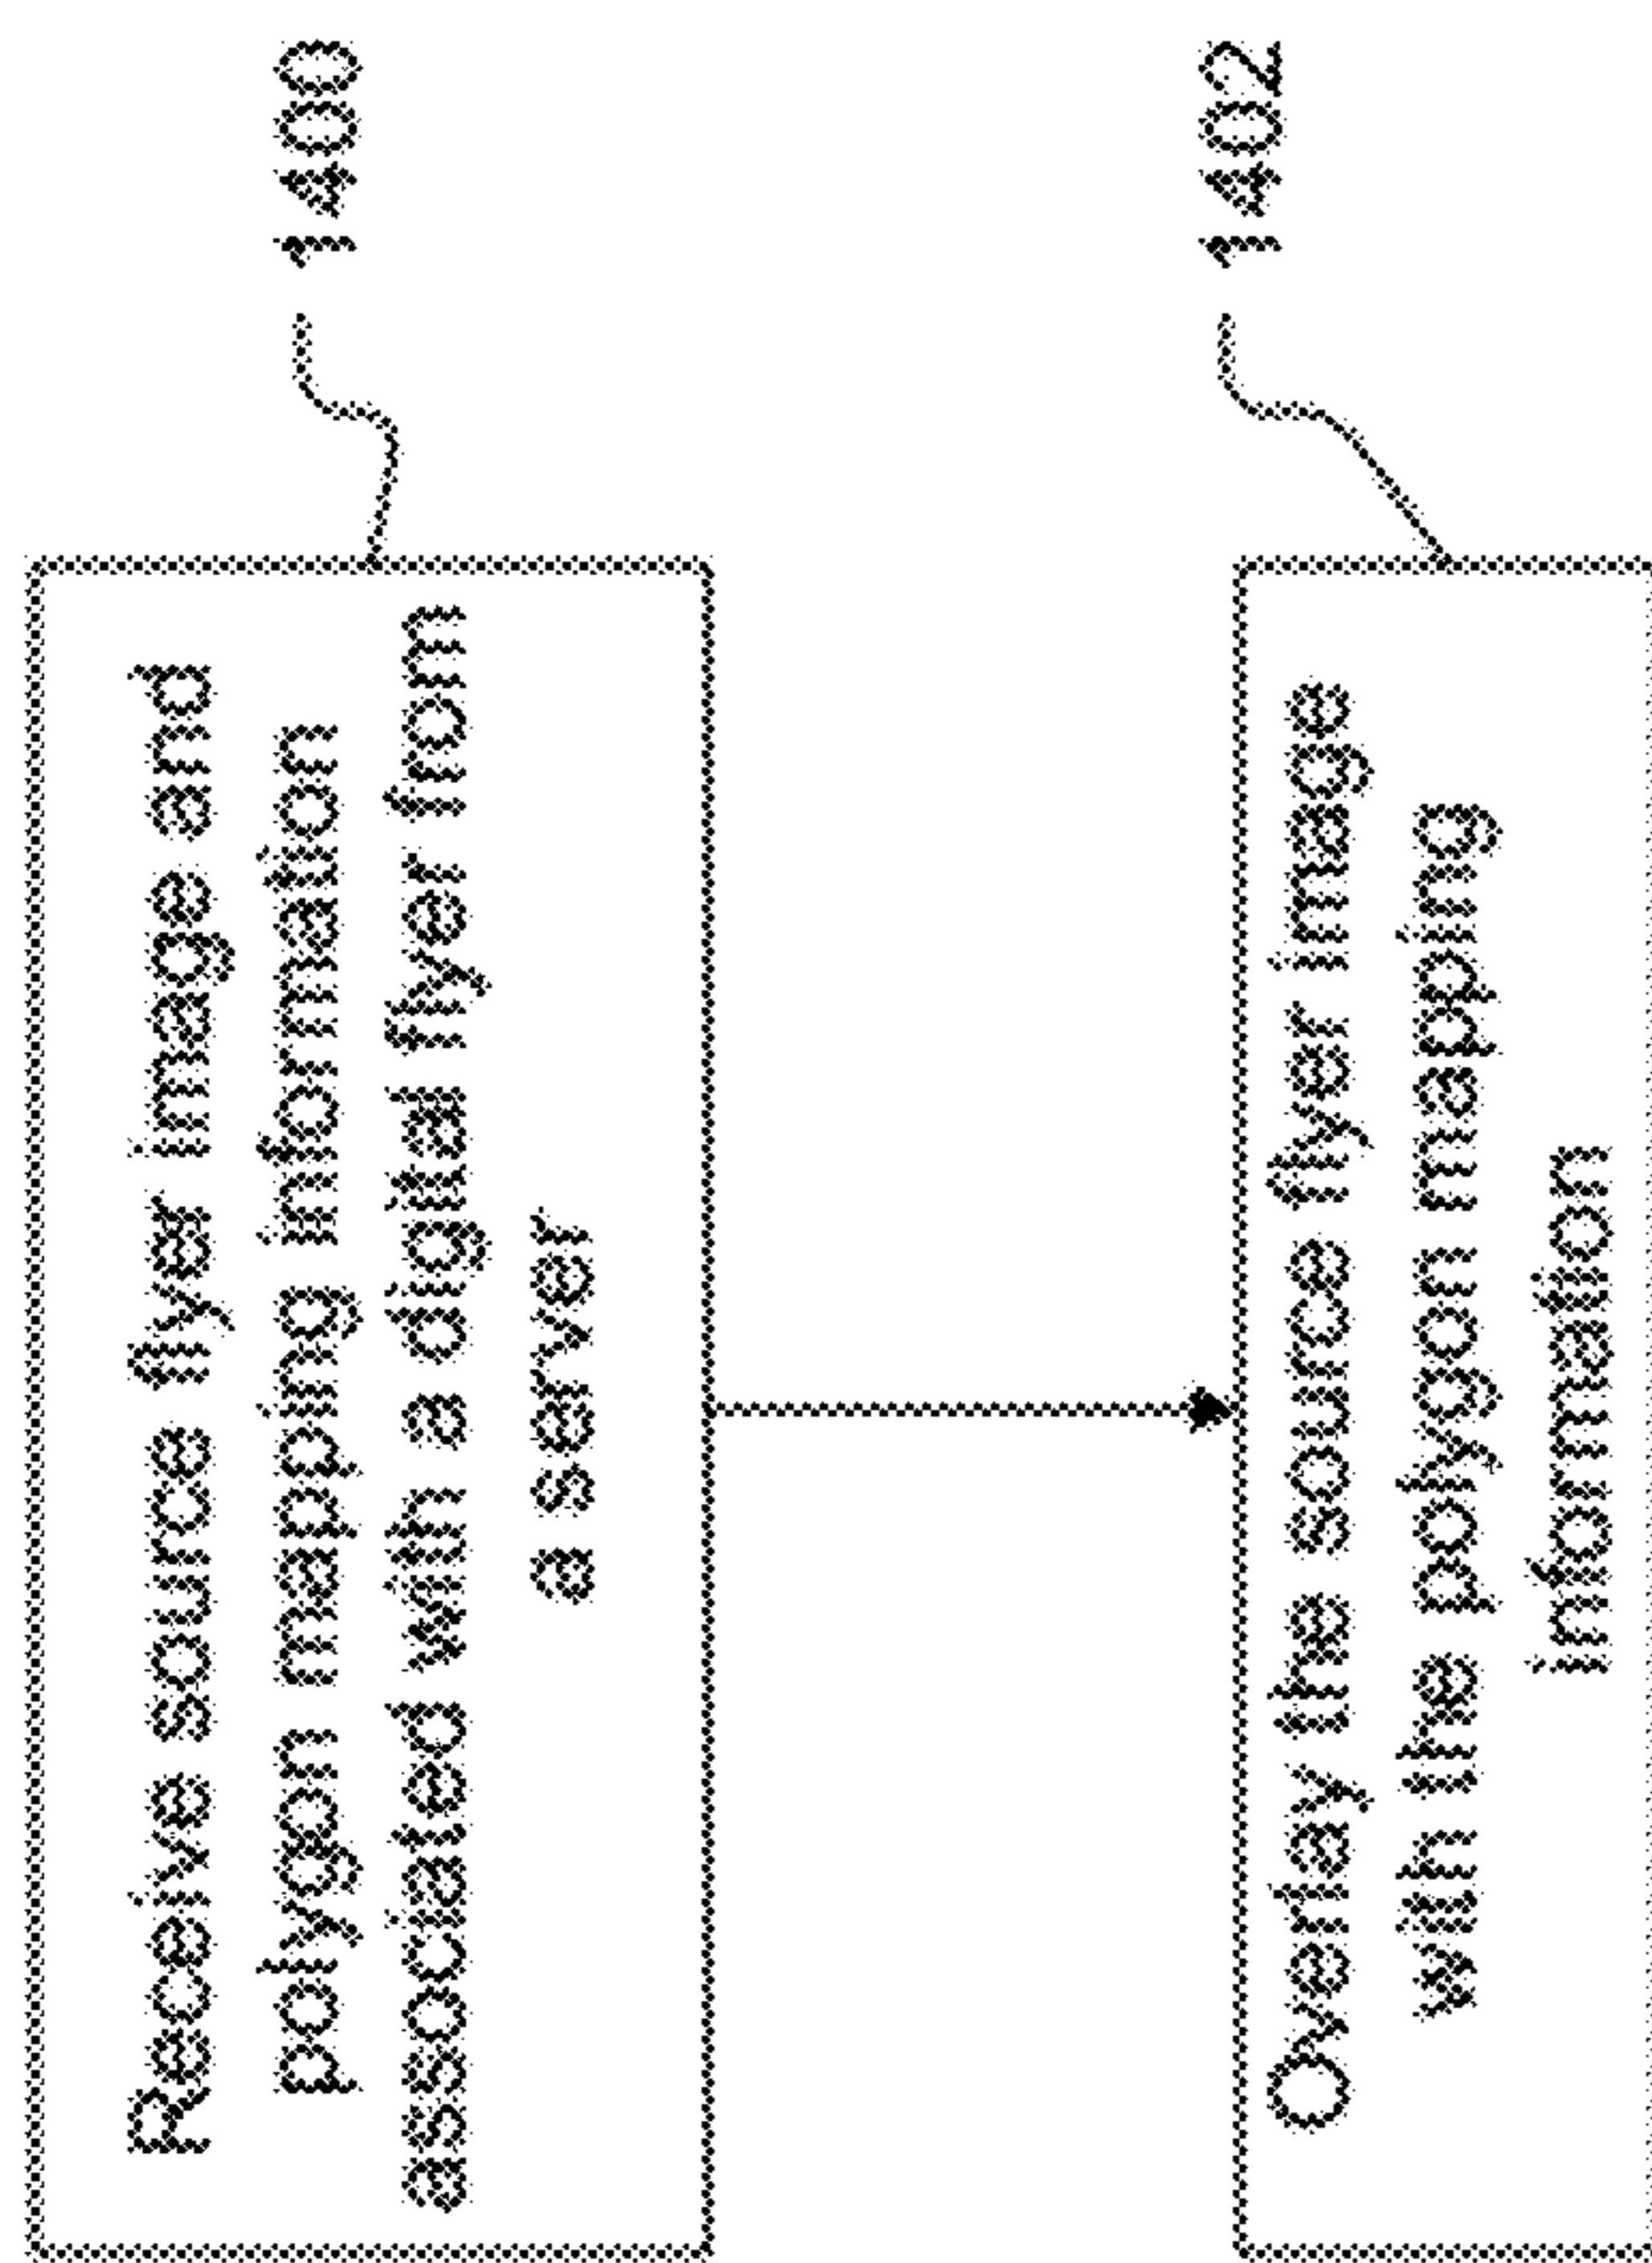 Receive source flyer image and
polygon mapping information
associated with a digital flyer from
a server
1400
Overlay the source flyer image
with the polygon mapping
information
1402